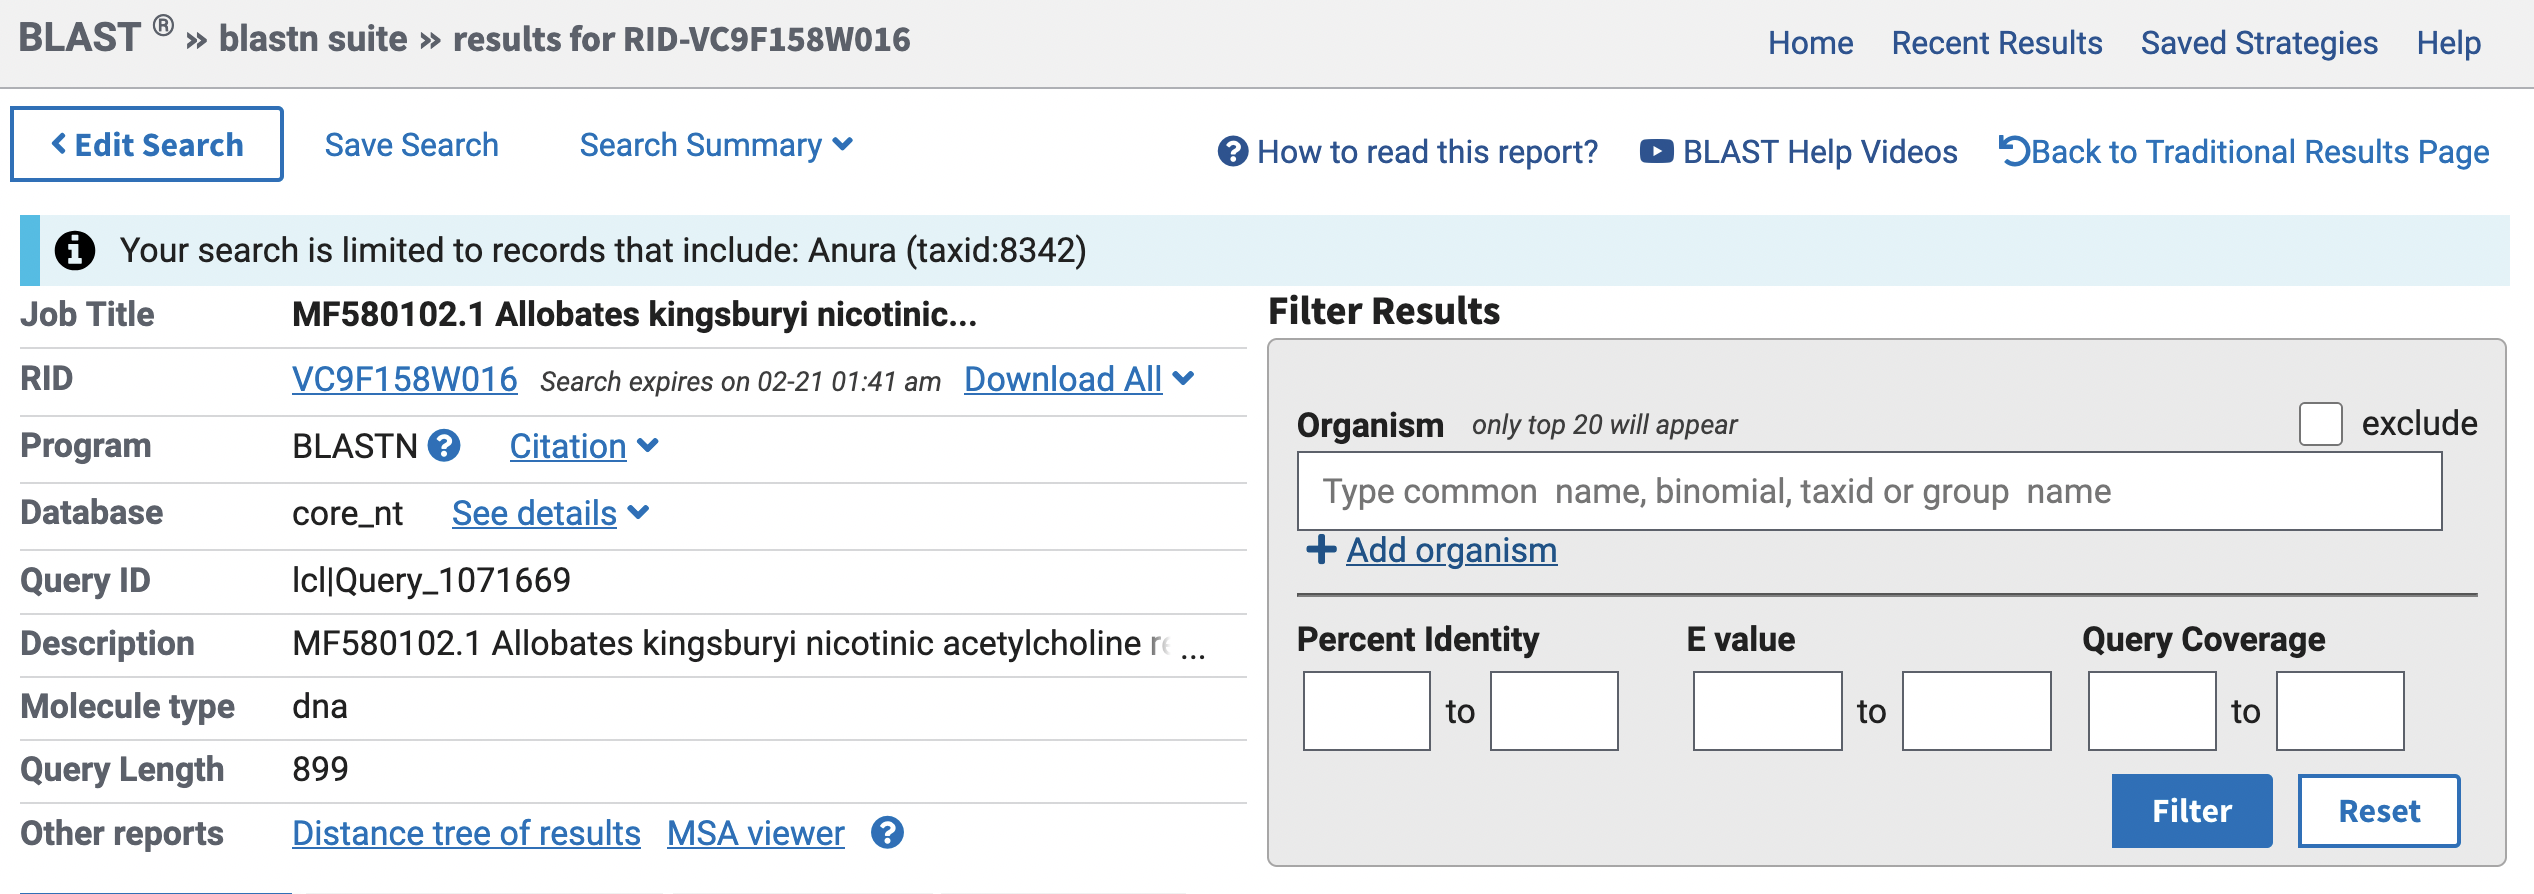 BLAST ® » blastn suite » results for RID-VC9F158W016
Home Recent Results Saved Strategies Help
Edit Search Save Search Search Summary
How to read this report? BLAST Help Videos Back to Traditional Results Page
Your search is limited to records that include: Anura (taxid:8342)
Job Title MF580102.1 Allobates kingsburyi nicotinic...
RID VC9F158W016 Search expires on 02-21 01:41 am Download All
Program BLASTN Citation
Database core_nt See details
Query ID lcl|Query_1071669
Description MF580102.1 Allobates kingsburyi nicotinic acetylcholine ...
Molecule type dna
Query Length 899
Other reports Distance tree of results MSA viewer
Filter Results
Organism only top 20 will appear exclude
Type common name, binomial, taxid or group name
Add organism
Percent Identity E value Query Coverage
to to to
Filter Reset